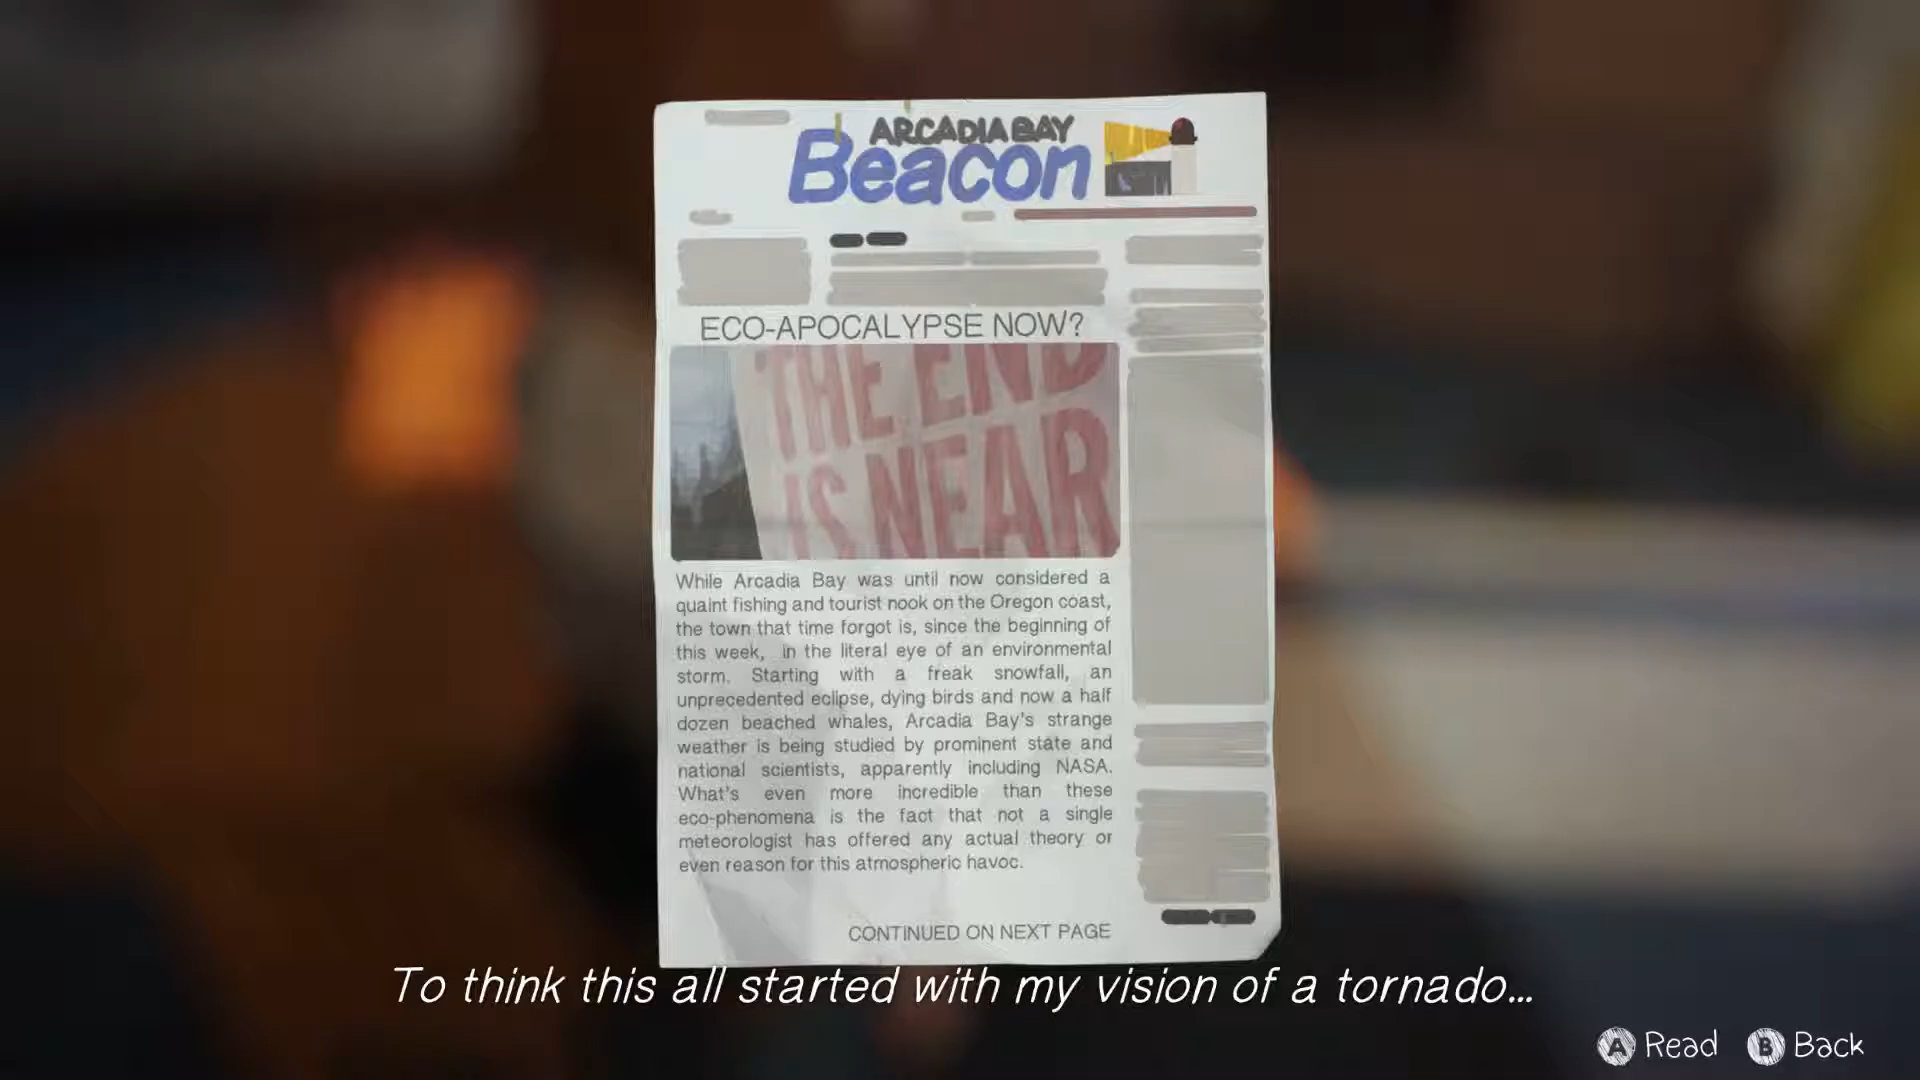 ARCADIA BAY
Beacon
ECO-APOCALYPSE NOW?
THE END
IS NEAR
While Arcadia Bay was until now considered a
quaint fishing and tourist nook on the Oregon coast,
the town that time forgot is, since the beginning of
this week, in the literal eye of an environmental
storm. Starting with a freak snowfall, an
unprecedented eclipse, dying birds and now a half
dozen beached whales, Arcadia Bay's strange
weather is being studied by prominent state and
national scientists, apparently including NASA.
What's even more incredible than these
eco-phenomena is the fact that not a single
meteorologist has offered any actual theory or
even reason for this atmospheric havoc.
CONTINUED ON NEXT PAGE
To think this all started with my vision of a tornado...
A Read B Back